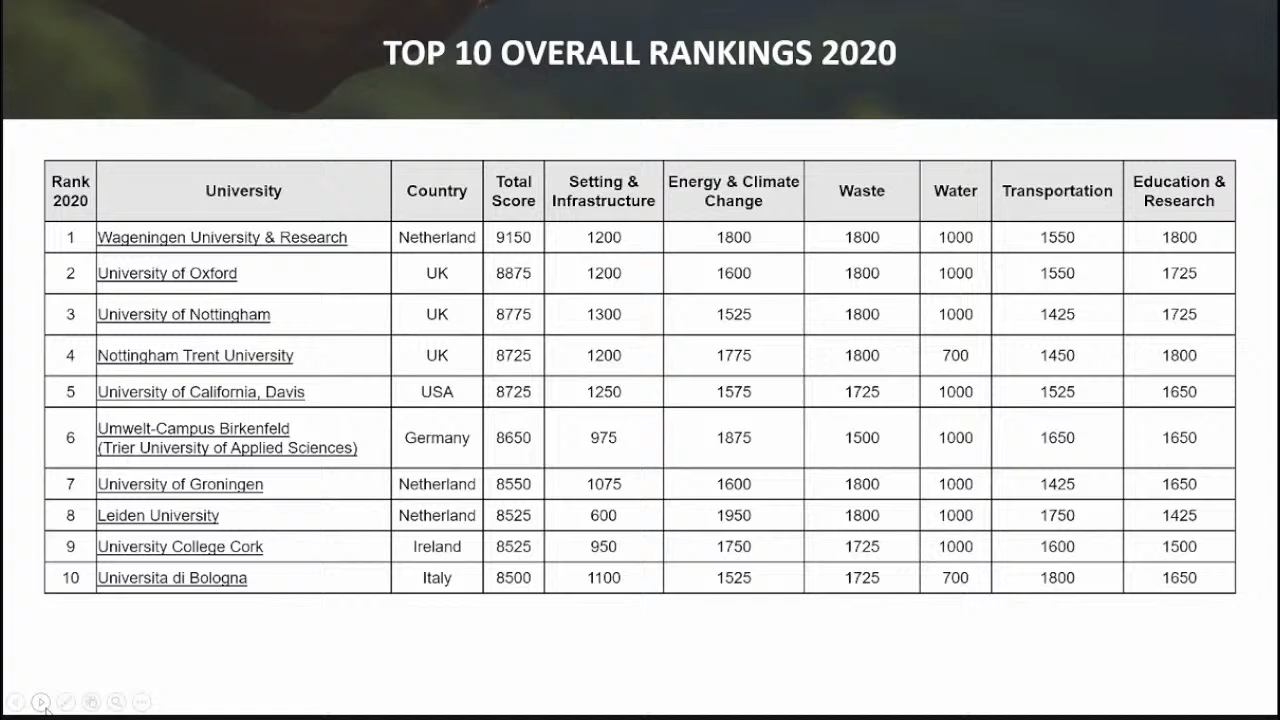 TOP 10 OVERALL RANKINGS 2020
Rank 2020 University Country Total Score Setting & Infrastructure Energy & Climate Change Waste Water Transportation Education & Research
1 Wageningen University & Research Netherland 9150 1200 1800 1800 1000 1550 1800
2 University of Oxford UK 8875 1200 1600 1800 1000 1550 1725
3 University of Nottingham UK 8775 1300 1525 1800 1000 1425 1725
4 Nottingham Trent University UK 8725 1200 1775 1800 700 1450 1800
5 University of California, Davis USA 8725 1250 1575 1725 1000 1525 1650
6 Umwelt-Campus Birkenfeld (Trier University of Applied Sciences) Germany 8650 975 1875 1500 1000 1650 1650
7 University of Groningen Netherland 8550 1075 1600 1800 1000 1425 1650
8 Leiden University Netherland 8525 600 1950 1800 1000 1750 1425
9 University College Cork Ireland 8525 950 1750 1725 1000 1600 1500
10 Universita di Bologna Italy 8500 1100 1525 1725 700 1800 1650